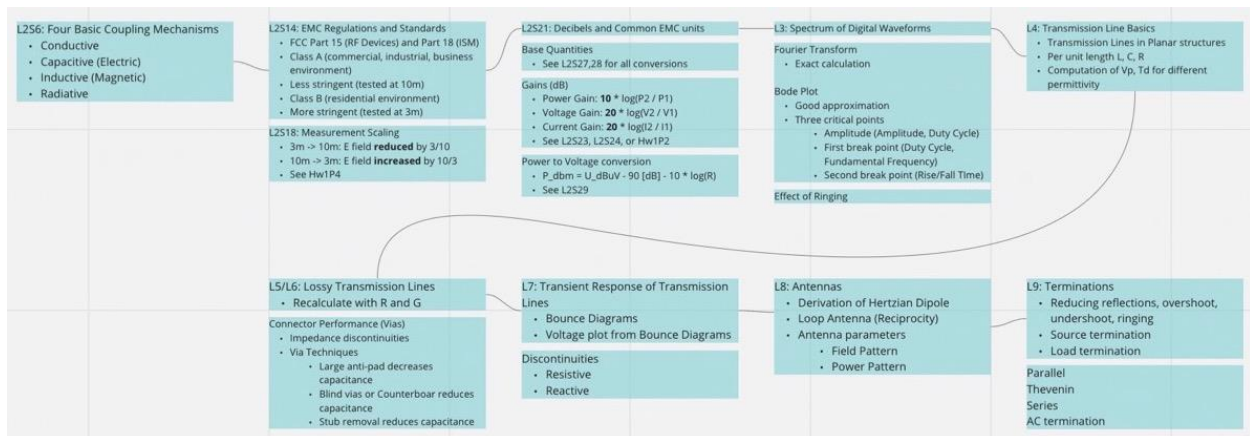 L2S6: Four Basic Coupling Mechanisms
• Conductive
• Capacitive (Electric)
• Inductive (Magnetic)
• Radiative
L2S14: EMC Regulations and Standards
• FCC Part 15 (RF Devices) and Part 18 (ISM)
• Class A (commercial, industrial, business
environment)
• Less stringent (tested at 10m)
• Class B (residential environment)
• More stringent (tested at 3m)
L2S18: Measurement Scaling
• 3m -> 10m: E field reduced by 3/10
• 10m -> 3m: E field increased by 10/3
• See Hw1P4
L2S21: Decibels and Common EMC units
Base Quantities
• See L2S27,28 for all conversions
Gains (dB)
• Power Gain: 10 * log(P2 / P1)
• Voltage Gain: 20 * log(V2 / V1)
• Current Gain: 20 * log(I2 / I1)
• See L2S23, L2S24, or Hw1P2
Power to Voltage conversion
• P_dbm = U_dBuV - 90 [dB] - 10 * log(R)
• See L2S29
L3: Spectrum of Digital Waveforms
Fourier Transform
• Exact calculation
Bode Plot
• Good approximation
• Three critical points
• Amplitude (Amplitude, Duty Cycle)
• First break point (Duty Cycle,
Fundamental Frequency)
• Second break point (Rise/Fall Time)
Effect of Ringing
L4: Transmission Line Basics
• Transmission Lines in Planar structures
• Per unit length L, C, R
• Computation of Vp, Td for different
permittivity
L5/L6: Lossy Transmission Lines
• Recalculate with R and G
Connector Performance (Vias)
• Impedance discontinuities
• Via Techniques
• Large anti-pad decreases
capacitance
• Blind vias or Counterboar reduces
capacitance
• Stub removal reduces capacitance
L7: Transient Response of Transmission
Lines
• Bounce Diagrams
• Voltage plot from Bounce Diagrams
Discontinuities
• Resistive
• Reactive
L8: Antennas
• Derivation of Hertzian Dipole
• Loop Antenna (Reciprocity)
• Antenna parameters
• Field Pattern
• Power Pattern
L9: Terminations
• Reducing reflections, overshoot,
undershoot, ringing
• Source termination
• Load termination
Parallel
Thevenin
Series
AC termination